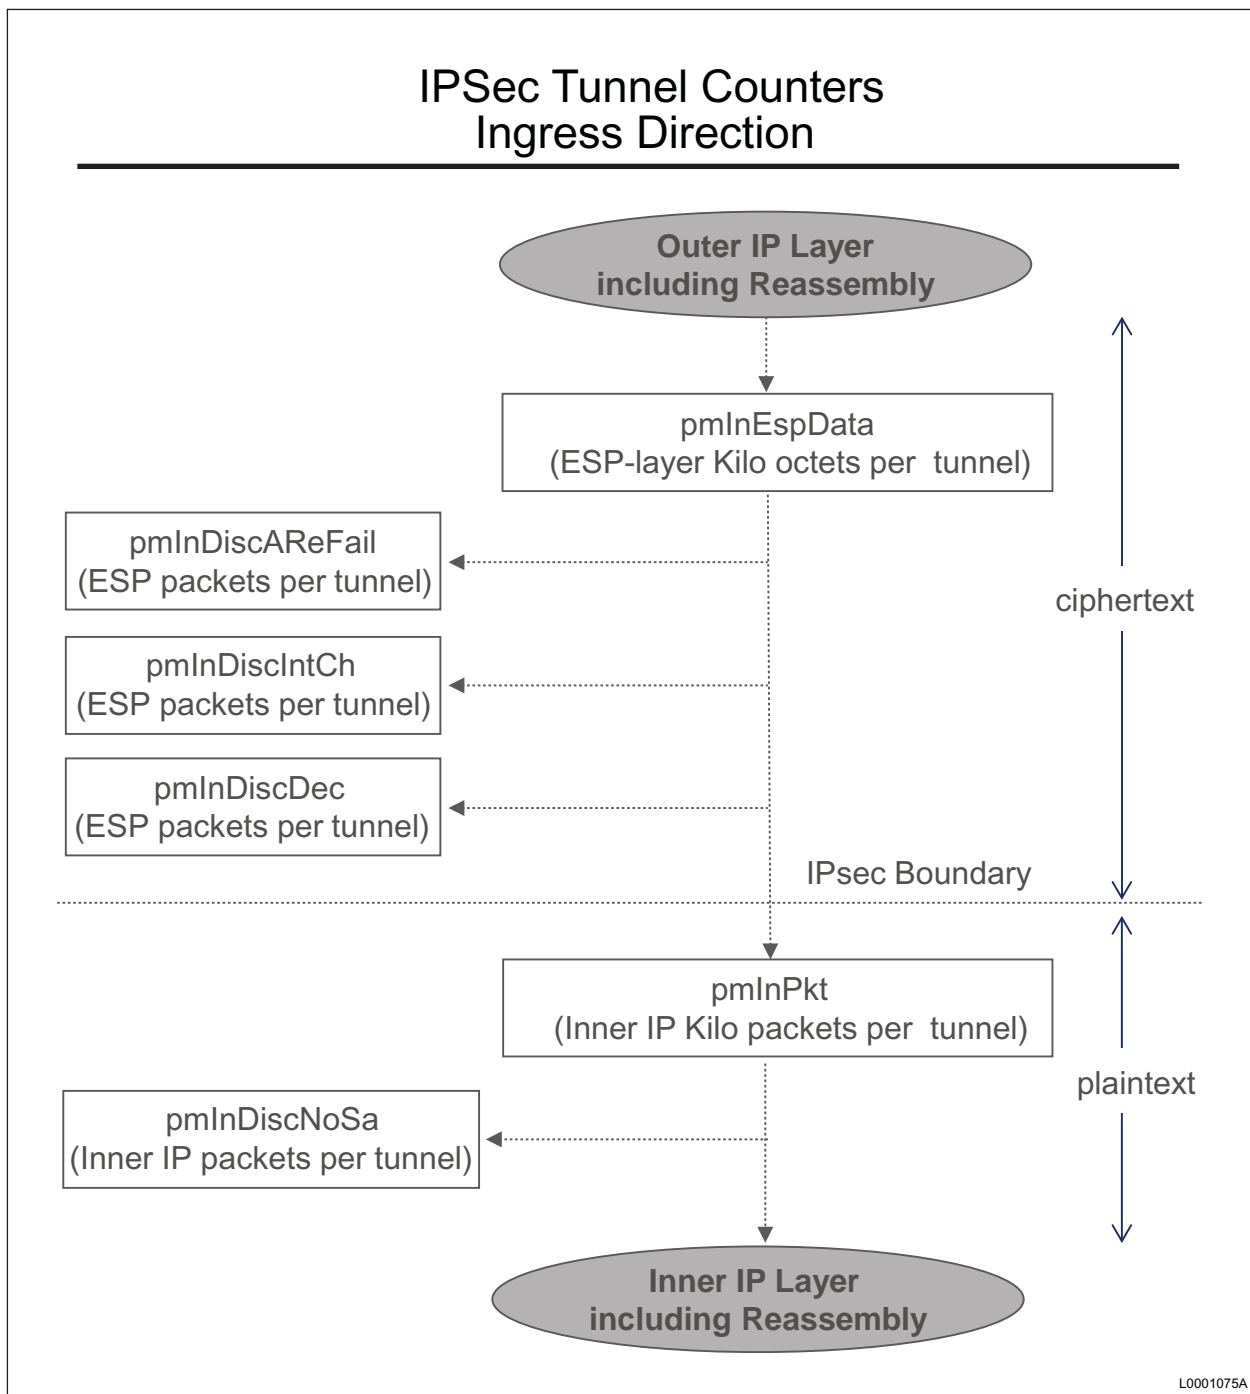 IPSec Tunnel Counters
Ingress Direction
Outer IP Layer
including Reassembly
pmInEspData
(ESP-layer Kilo octets per tunnel)
pmInDiscAReFail
(ESP packets per tunnel)
ciphertext
pmInDiscIntCh
(ESP packets per tunnel)
pmInDiscDec
(ESP packets per tunnel)
IPsec Boundary
pmInPkt
(Inner IP Kilo packets per tunnel)
plaintext
pmInDiscNoSa
(Inner IP packets per tunnel)
Inner IP Layer
including Reassembly
L0001075A